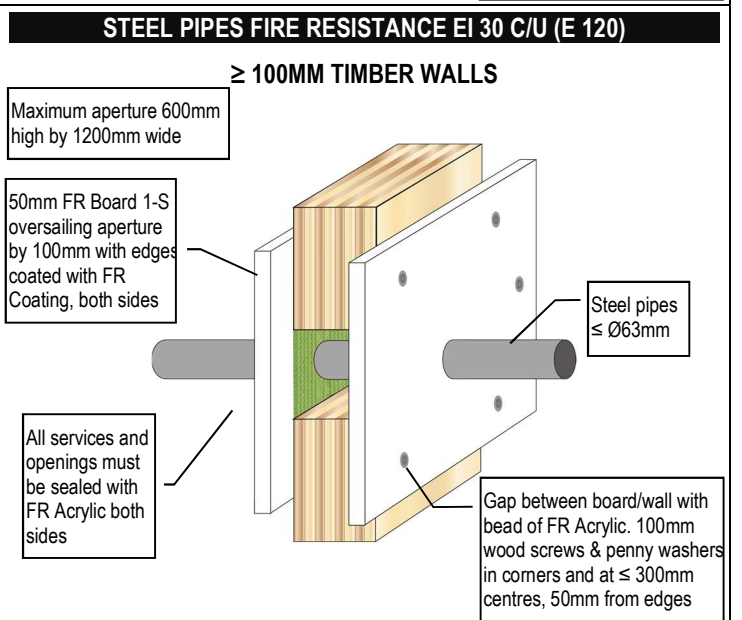 STEEL PIPES FIRE RESISTANCE EI 30 C/U (E 120)
≥ 100MM TIMBER WALLS
Maximum aperture 600mm
high by 1200mm wide
50mm FR Board 1-S
oversailing aperture
by 100mm with edges
coated with FR
Coating, both sides
Steel pipes
≤ Ø63mm
All services and
openings must
be sealed with
FR Acrylic both
sides
Gap between board/wall with
bead of FR Acrylic. 100mm
wood screws & penny washers
in corners and at ≤ 300mm
centres, 50mm from edges